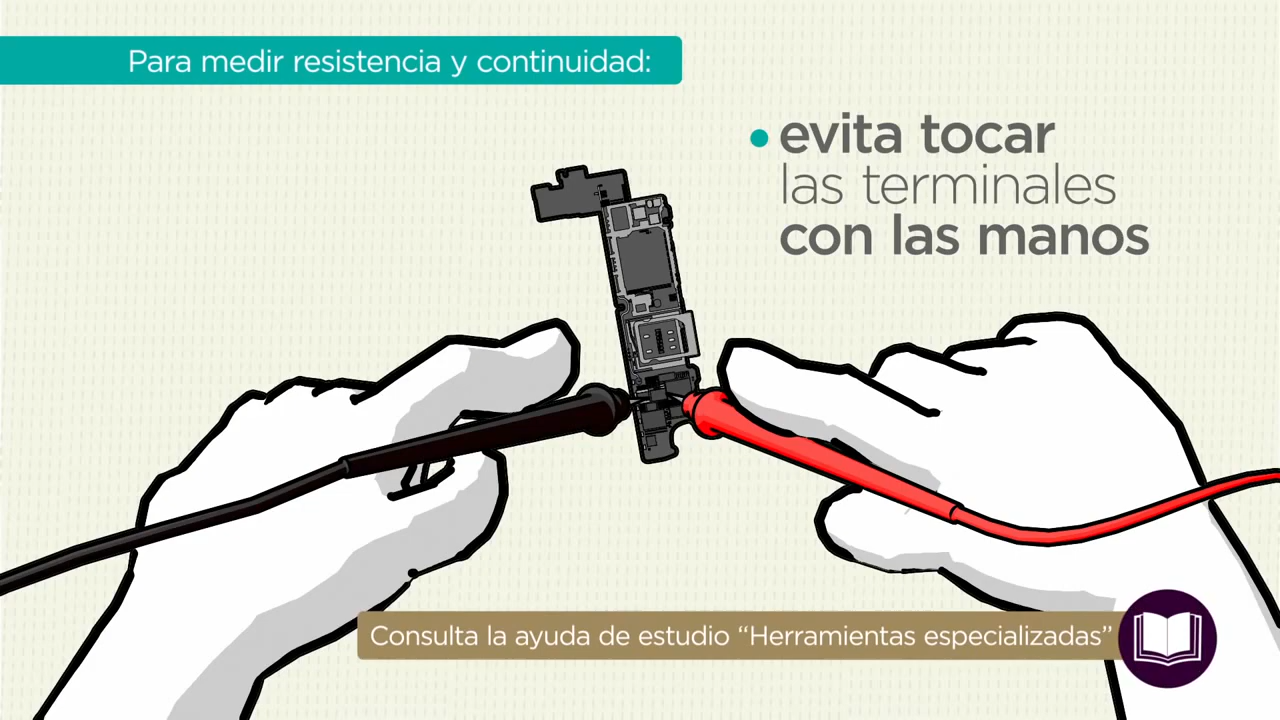 Para medir resistencia y continuidad:
• evita tocar
las terminales
con las manos
Consulta la ayuda de estudio “Herramientas especializadas”